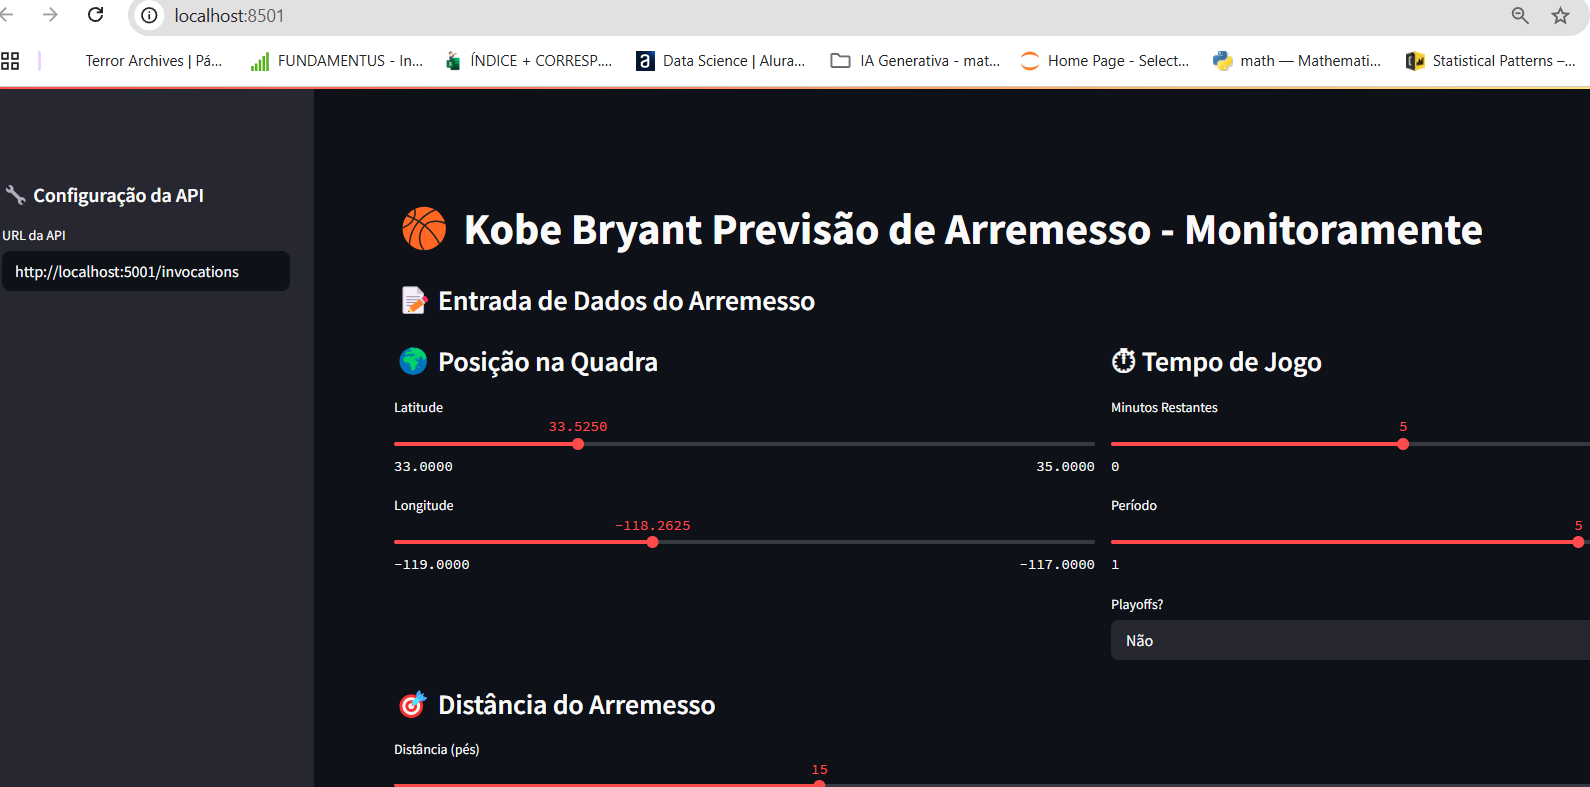 localhost:8501
Terror Archives | Pá...
FUNDAMENTUS - In...
ÍNDICE + CORRESP....
a
Data Science | Alura...
IA Generativa - mat...
Home Page - Select...
math — Mathemati...
Statistical Patterns –...
Configuração da API
URL da API
http://localhost:5001/invocations
Kobe Bryant Previsão de Arremesso - Monitoramente
Entrada de Dados do Arremesso
Posição na Quadra
Latitude
33.5250
33.0000 35.0000
Longitude
-118.2625
-119.0000 -117.0000
Tempo de Jogo
Minutos Restantes
5
0
Período
5
1
Playoffs?
Não
Distância do Arremesso
Distância (pés)
15